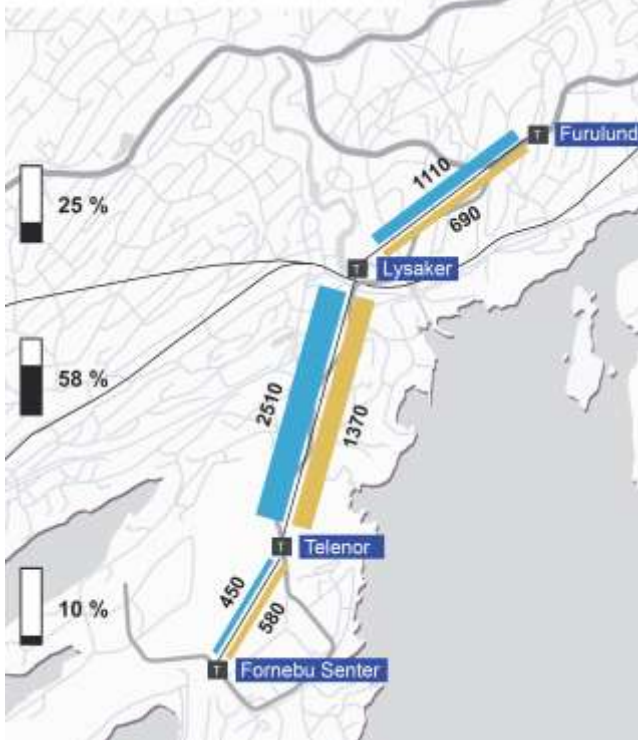 T
Furulund
1110
690
25 %
T
Lysaker
58 %
2510
1370
T
Telenor
450
580
10 %
T
Fornebu Senter